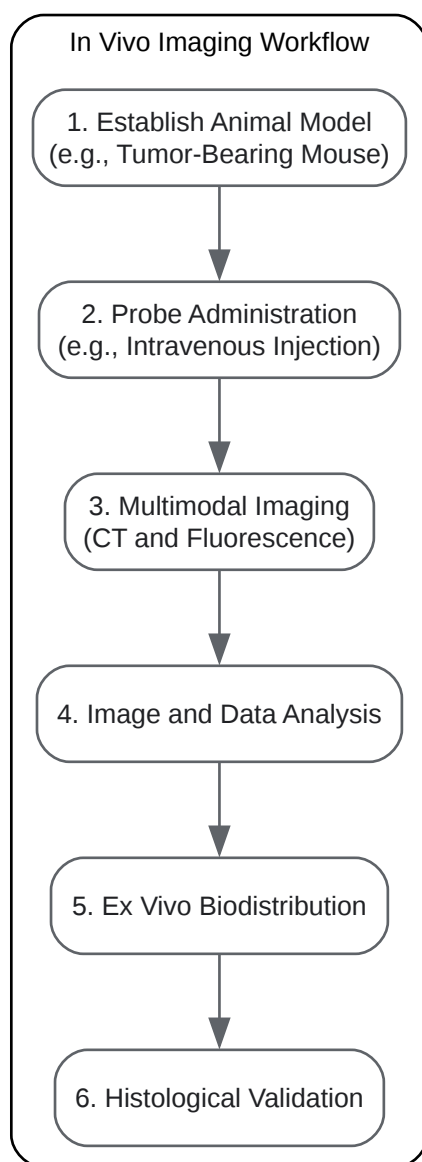 In Vivo Imaging Workflow
1. Establish Animal Model
(e.g., Tumor-Bearing Mouse)
2. Probe Administration
(e.g., Intravenous Injection)
3. Multimodal Imaging
(CT and Fluorescence)
4. Image and Data Analysis
5. Ex Vivo Biodistribution
6. Histological Validation